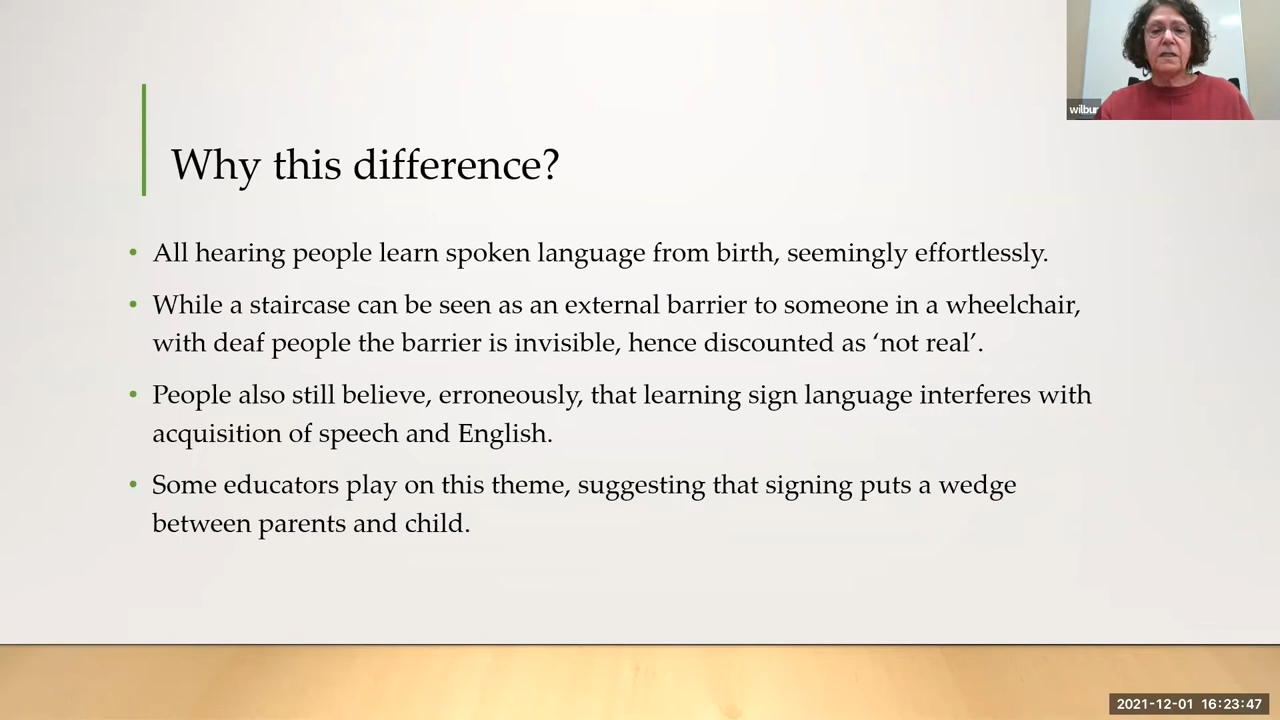 wilbur
Why this difference?
• All hearing people learn spoken language from birth, seemingly effortlessly.
• While a staircase can be seen as an external barrier to someone in a wheelchair,
with deaf people the barrier is invisible, hence discounted as ‘not real’.
• People also still believe, erroneously, that learning sign language interferes with
acquisition of speech and English.
• Some educators play on this theme, suggesting that signing puts a wedge
between parents and child.
2021-12-01 16:23:47